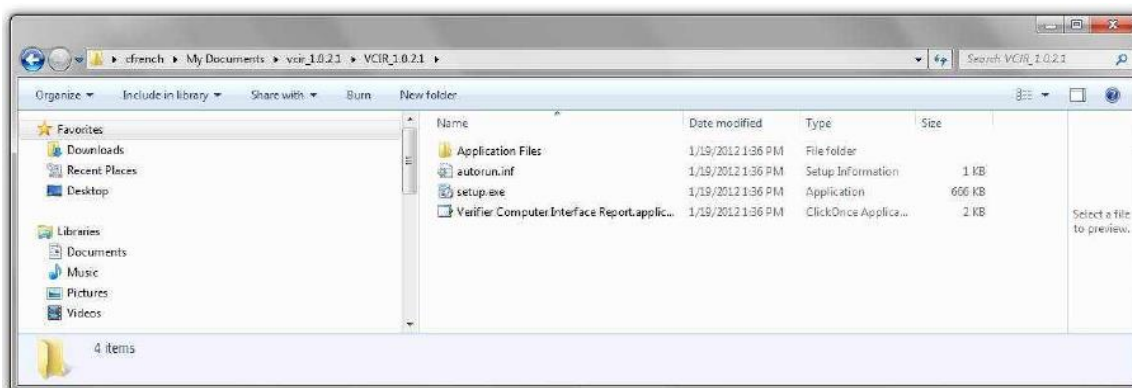 cfrench ▸ My Documents ▸ vcir_1.0.2.1 ▸ VCIR_1.0.2.1 ▸ Search VCIR_1.0.2.1
Organize Include in library Share with Burn New folder
Favorites
Downloads
Recent Places
Desktop
Libraries
Documents
Music
Pictures
Videos
Name Date modified Type Size
Application Files 1/19/2012 1:36 PM File folder
autorun.inf 1/19/2012 1:36 PM Setup Information 1 KB
setup.exe 1/19/2012 1:36 PM Application 666 KB
Verifier Computer Interface Report.applic... 1/19/2012 1:36 PM ClickOnce Applica... 2 KB
Select a file
to preview.
4 items